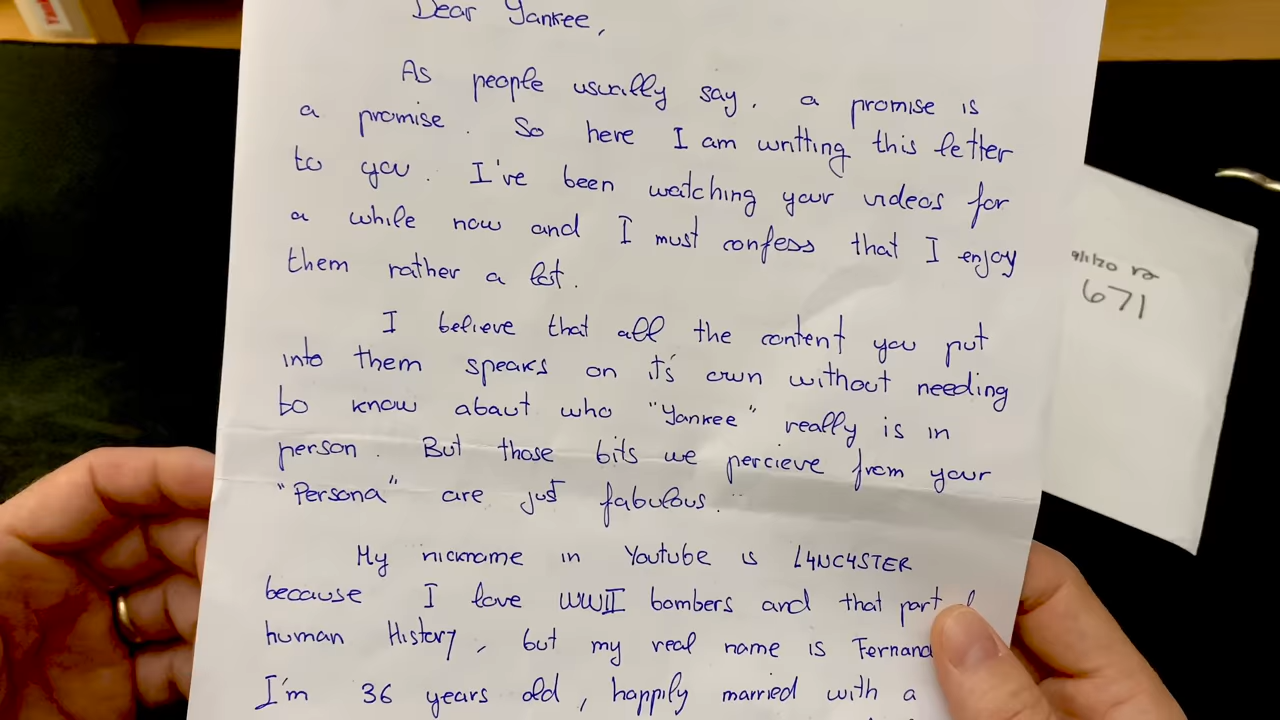 Dear Yankee,
As people usually say, a promise is
a promise. So here I am writting this letter
to you. I've been watching your videos for
a while now and I must confess that I enjoy
them rather a lot.
I believe that all the content you put
into them speaks on it's own without needing
to know about who "Yankee" really is in
person. But those bits we percieve from your
"Persona" are just fabulous.
My nickname in Youtube is L4NC4STER
because I love WWII bombers and that part
human History, but my real name is Fernand
I'm 36 years old, happily married with a
9/1/20
671